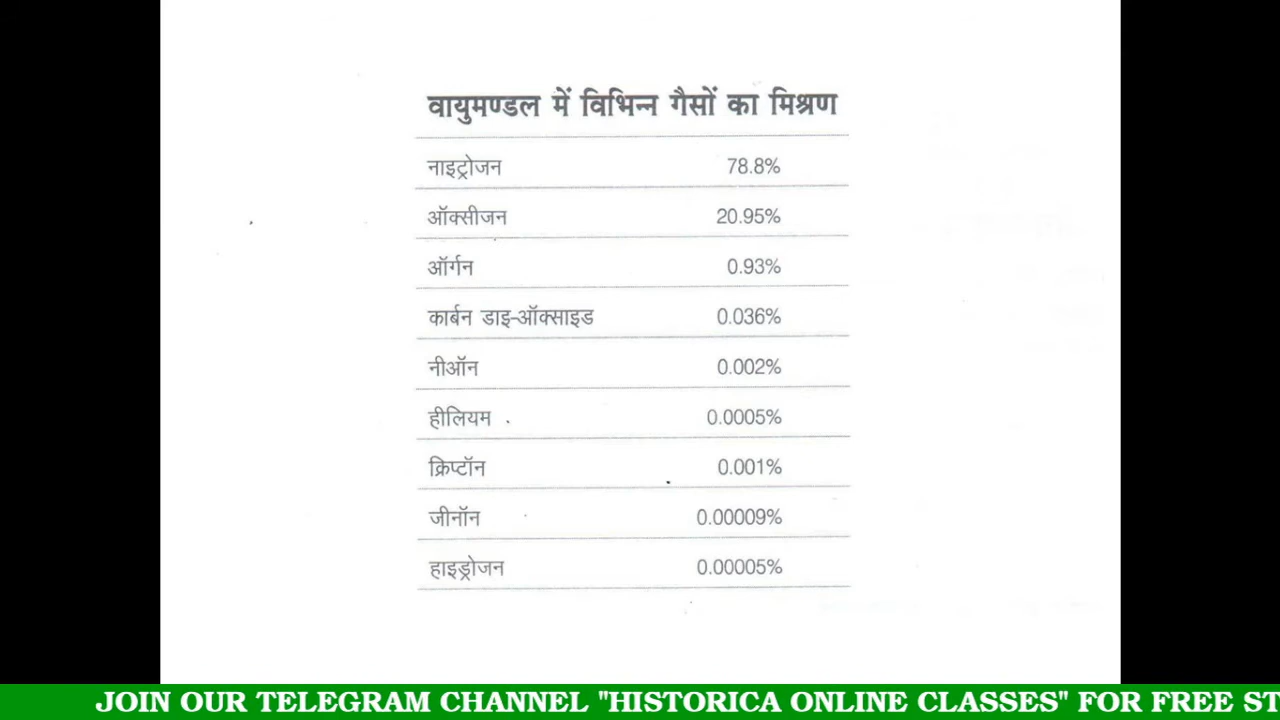 वायुमण्डल में विभिन्न गैसों का मिश्रण
नाइट्रोजन 78.8%
ऑक्सीजन 20.95%
ऑर्गन 0.93%
कार्बन डाइ-ऑक्साइड 0.036%
नीऑन 0.002%
हीलियम 0.0005%
क्रिप्टॉन 0.001%
जीनॉन 0.00009%
हाइड्रोजन 0.00005%
JOIN OUR TELEGRAM CHANNEL "HISTORICA ONLINE CLASSES" FOR FREE ST